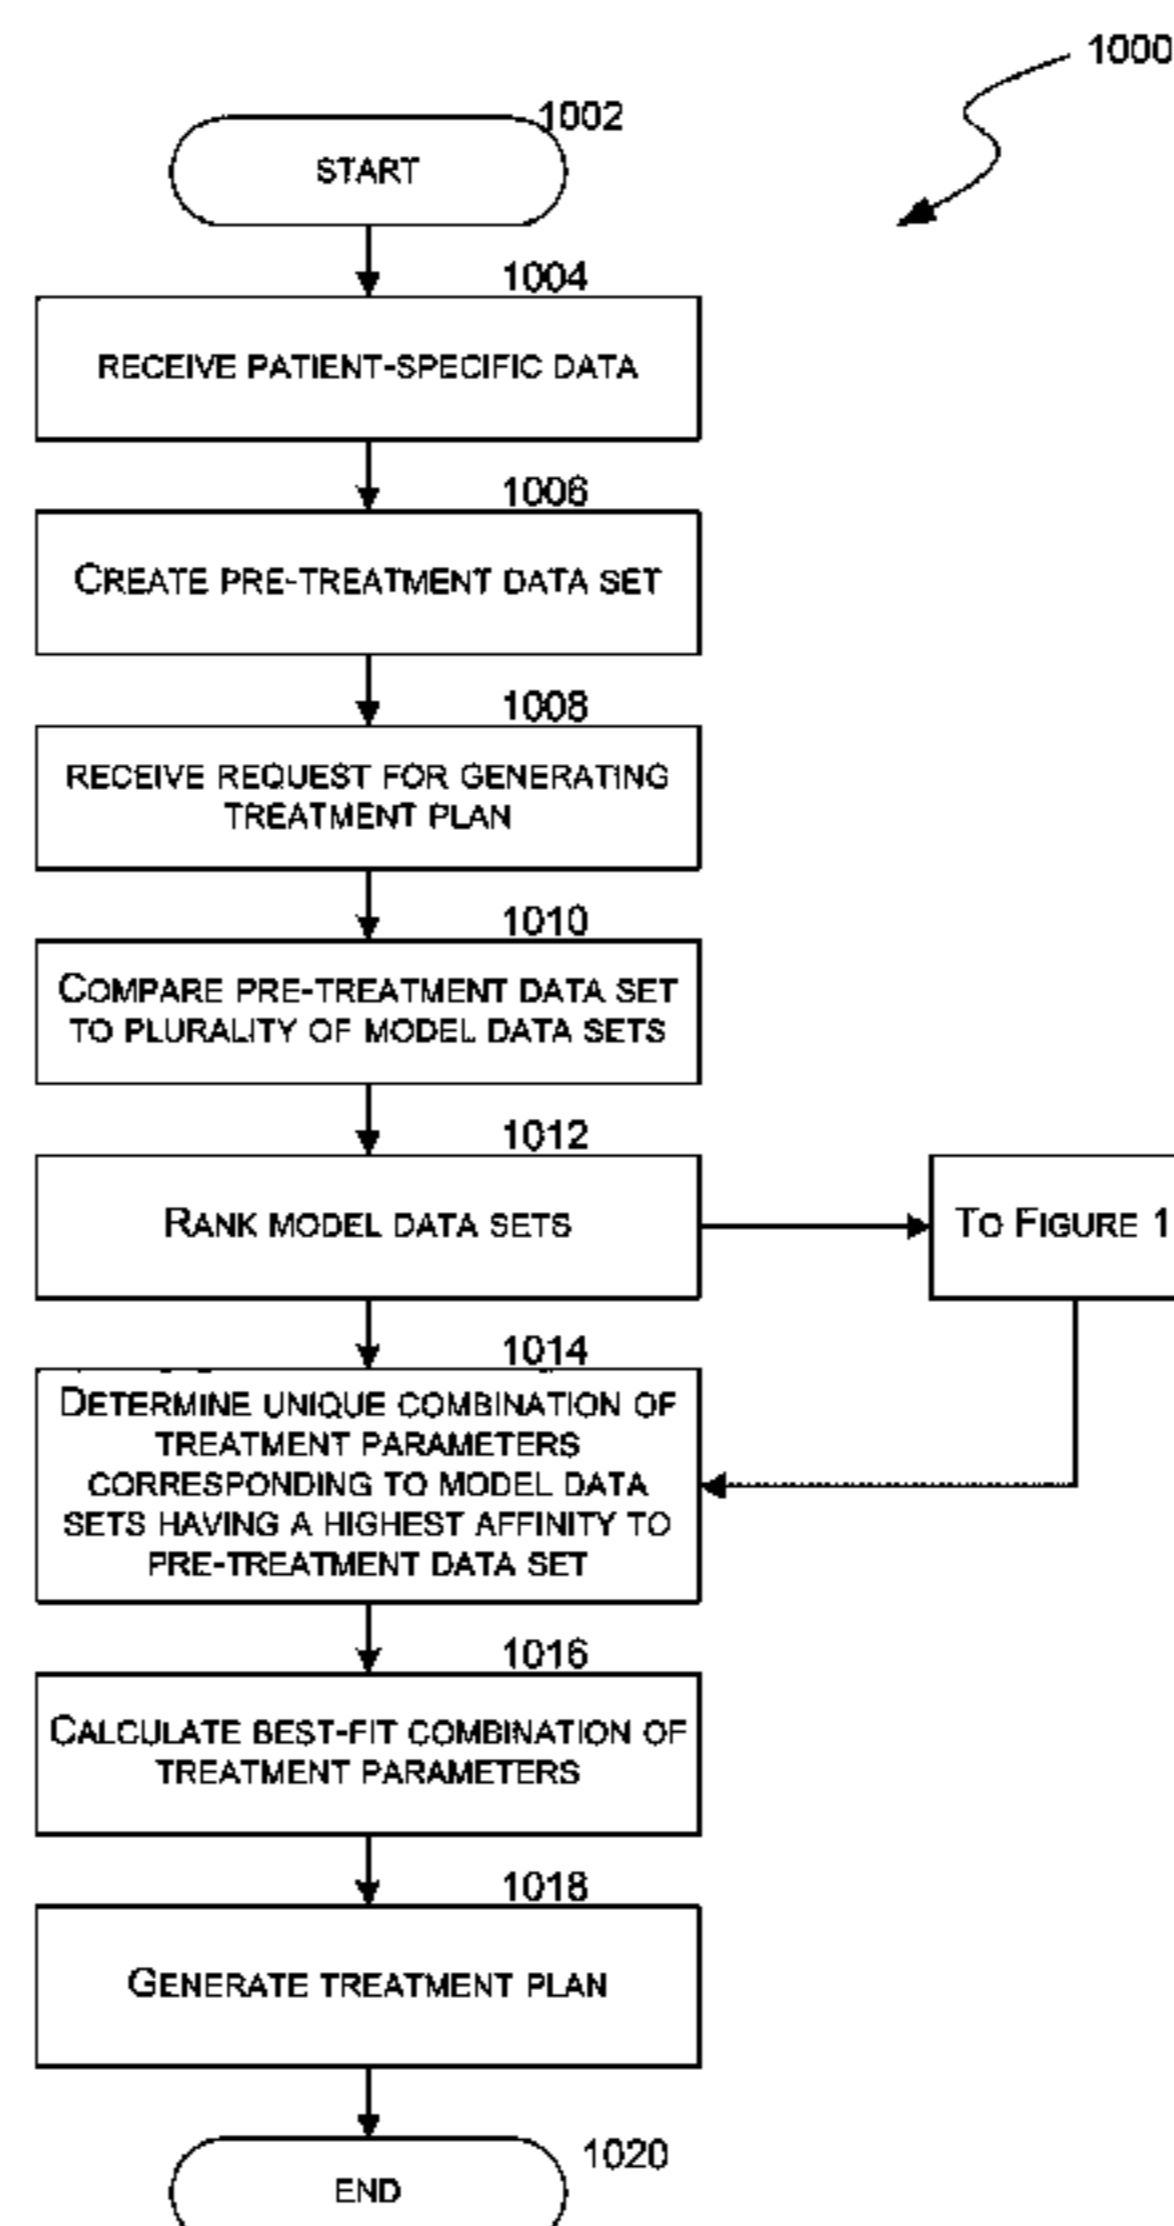 1000
1002
START
1004
RECEIVE PATIENT-SPECIFIC DATA
1006
CREATE PRE-TREATMENT DATA SET
1008
RECEIVE REQUEST FOR GENERATING
TREATMENT PLAN
1010
COMPARE PRE-TREATMENT DATA SET
TO PLURALITY OF MODEL DATA SETS
1012
RANK MODEL DATA SETS
TO FIGURE 1
1014
DETERMINE UNIQUE COMBINATION OF
TREATMENT PARAMETERS
CORRESPONDING TO MODEL DATA
SETS HAVING A HIGHEST AFFINITY TO
PRE-TREATMENT DATA SET
1016
CALCULATE BEST-FIT COMBINATION OF
TREATMENT PARAMETERS
1018
GENERATE TREATMENT PLAN
1020
END